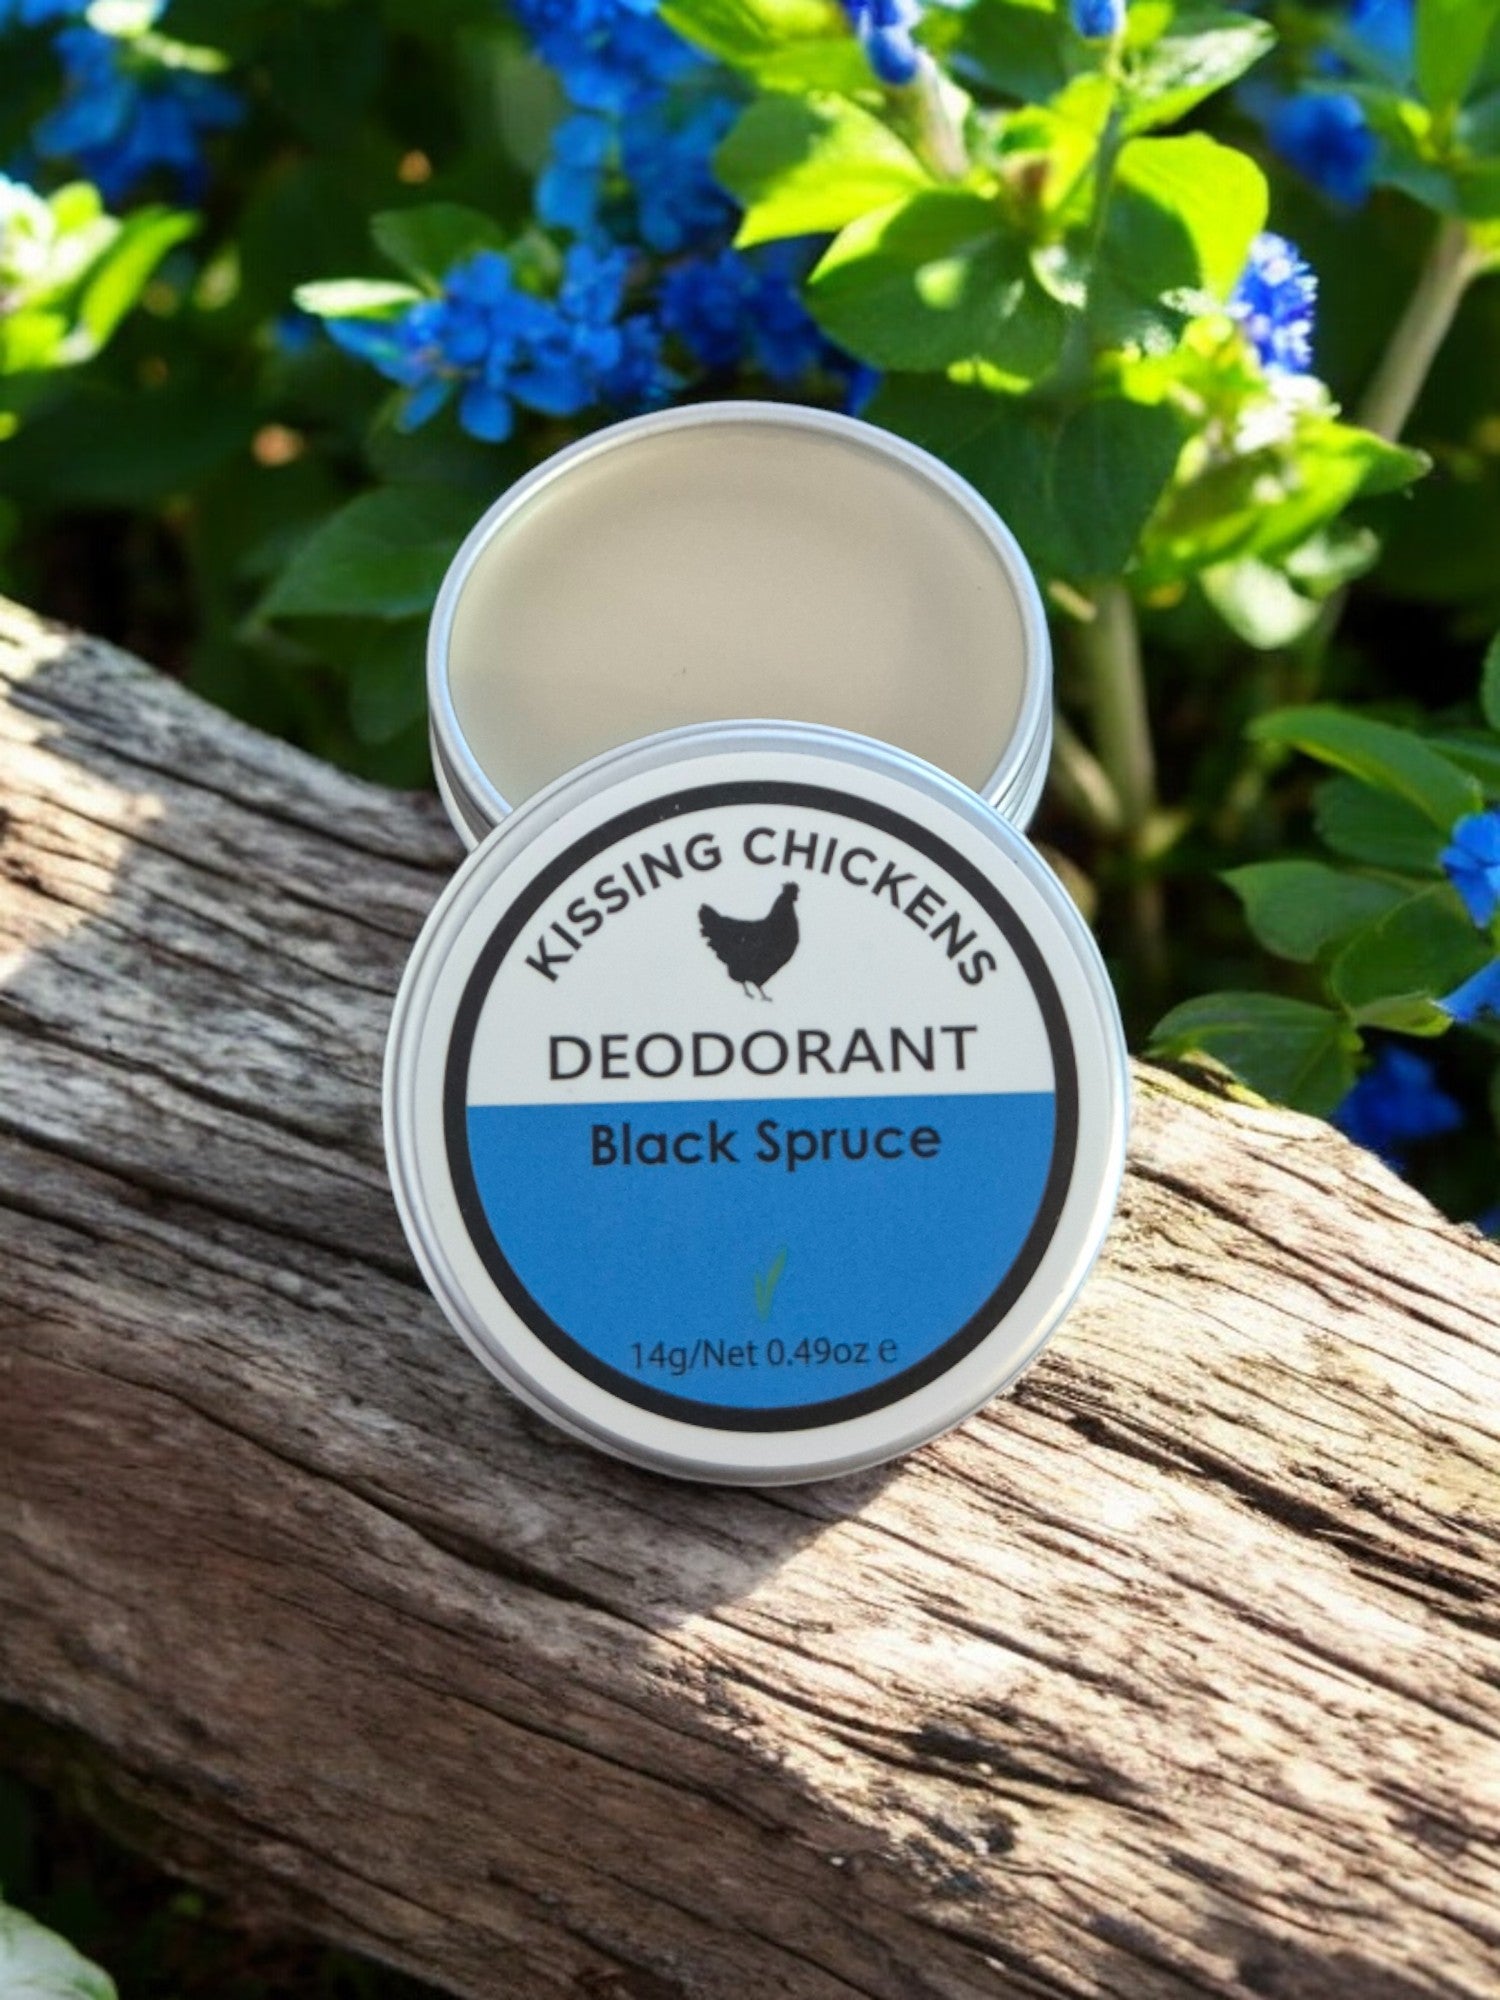 KISSING CHICKENS
DEODORANT
Black Spruce
14g/Net 0.49oz ℮